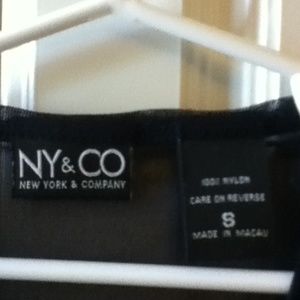 NY&CO
NEW YORK & COMPANY
100% NYLON
CARE ON REVERSE
S
MADE IN MACAU